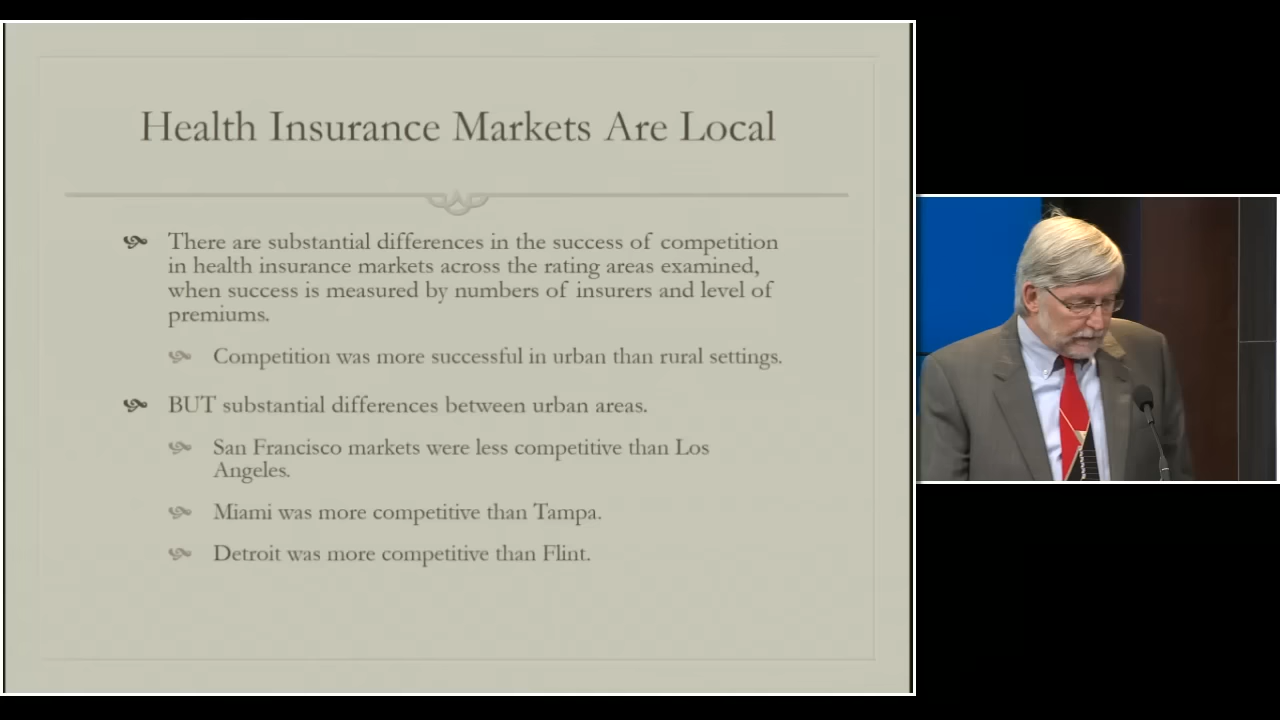 Health Insurance Markets Are Local
There are substantial differences in the success of competition
in health insurance markets across the rating areas examined,
when success is measured by numbers of insurers and level of
premiums.
Competition was more successful in urban than rural settings.
BUT substantial differences between urban areas.
San Francisco markets were less competitive than Los
Angeles.
Miami was more competitive than Tampa.
Detroit was more competitive than Flint.